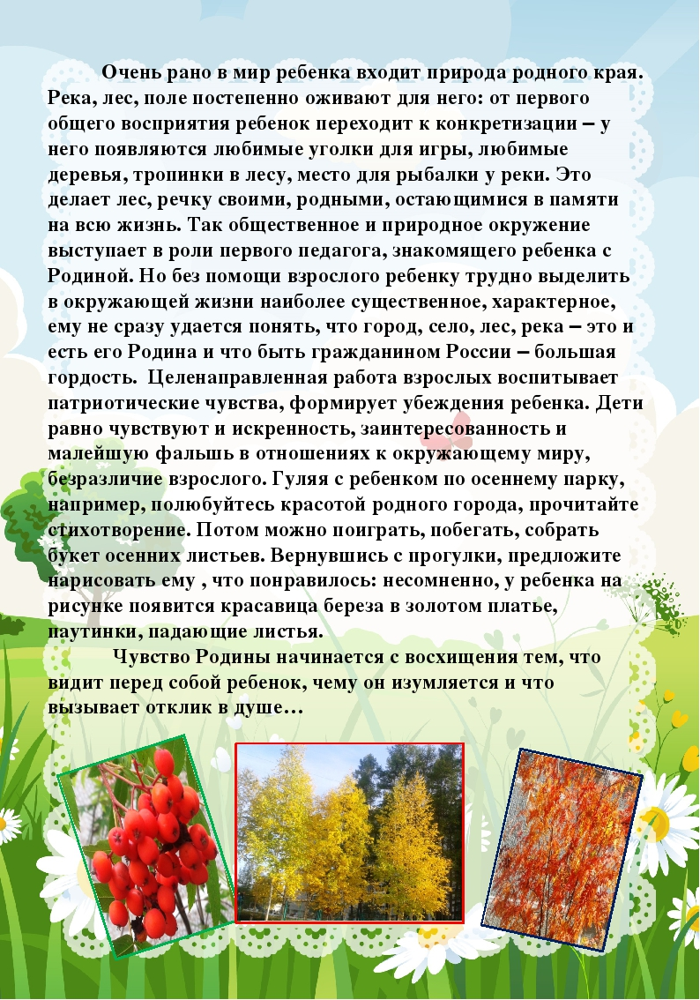 Очень рано в мир ребенка входит природа родного края.
Река, лес, поле постепенно оживают для него: от первого
общего восприятия ребенок переходит к конкретизации – у
него появляются любимые уголки для игры, любимые
деревья, тропинки в лесу, место для рыбалки у реки. Это
делает лес, речку своими, родными, остающимися в памяти
на всю жизнь. Так общественное и природное окружение
выступает в роли первого педагога, знакомящего ребенка с
Родиной. Но без помощи взрослого ребенку трудно выделить
в окружающей жизни наиболее существенное, характерное,
ему не сразу удается понять, что город, село, лес, река – это и
есть его Родина и что быть гражданином России – большая
гордость. Целенаправленная работа взрослых воспитывает
патриотические чувства, формирует убеждения ребенка. Дети
равно чувствуют и искренность, заинтересованность и
малейшую фальшь в отношениях к окружающему миру,
безразличие взрослого. Гуляя с ребенком по осеннему парку,
например, полюбуйтесь красотой родного города, прочитайте
стихотворение. Потом можно поиграть, побегать, собрать
букет осенних листьев. Вернувшись с прогулки, предложите
нарисовать ему , что понравилось: несомненно, у ребенка на
рисунке появится красавица береза в золотом платье,
паутинки, падающие листья.
Чувство Родины начинается с восхищения тем, что
видит перед собой ребенок, чему он изумляется и что
вызывает отклик в душе…